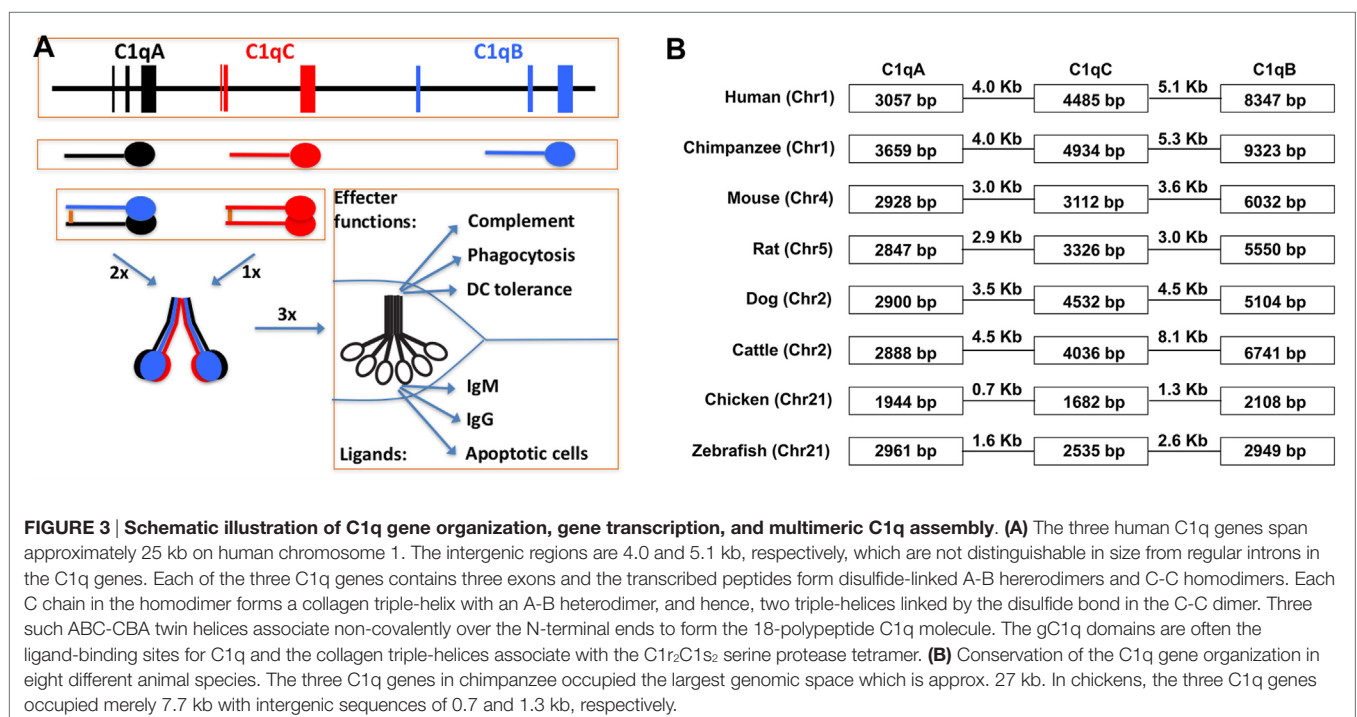 A
C1qA C1qC C1qB
Effecter
functions:
Complement
Phagocytosis
DC tolerance
2x 1x
3x
IgM
IgG
Ligands: Apoptotic cells
B
C1qA C1qC C1qB
Human (Chr1) 3057 bp 4.0 Kb 4485 bp 5.1 Kb 8347 bp
Chimpanzee (Chr1) 3659 bp 4.0 Kb 4934 bp 5.3 Kb 9323 bp
Mouse (Chr4) 2928 bp 3.0 Kb 3112 bp 3.6 Kb 6032 bp
Rat (Chr5) 2847 bp 2.9 Kb 3326 bp 3.0 Kb 5550 bp
Dog (Chr2) 2900 bp 3.5 Kb 4532 bp 4.5 Kb 5104 bp
Cattle (Chr2) 2888 bp 4.5 Kb 4036 bp 8.1 Kb 6741 bp
Chicken (Chr21) 1944 bp 0.7 Kb 1682 bp 1.3 Kb 2108 bp
Zebrafish (Chr21) 2961 bp 1.6 Kb 2535 bp 2.6 Kb 2949 bp
FIGURE 3 | Schematic illustration of C1q gene organization, gene transcription, and multimeric C1q assembly. (A) The three human C1q genes span
approximately 25 kb on human chromosome 1. The intergenic regions are 4.0 and 5.1 kb, respectively, which are not distinguishable in size from regular introns in
the C1q genes. Each of the three C1q genes contains three exons and the transcribed peptides form disulfide-linked A-B hererodimers and C-C homodimers. Each
C chain in the homodimer forms a collagen triple-helix with an A-B heterodimer, and hence, two triple-helices linked by the disulfide bond in the C-C dimer. Three
such ABC-CBA twin helices associate non-covalently over the N-terminal ends to form the 18-polypeptide C1q molecule. The gC1q domains are often the
ligand-binding sites for C1q and the collagen triple-helices associate with the C1r₂C1s₂ serine protease tetramer. (B) Conservation of the C1q gene organization in
eight different animal species. The three C1q genes in chimpanzee occupied the largest genomic space which is approx. 27 kb. In chickens, the three C1q genes
occupied merely 7.7 kb with intergenic sequences of 0.7 and 1.3 kb, respectively.